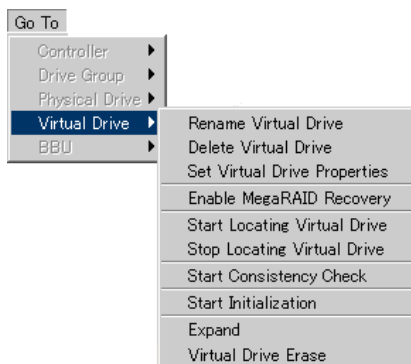 Go To
Controller
Drive Group
Physical Drive
Virtual Drive
BBU
Rename Virtual Drive
Delete Virtual Drive
Set Virtual Drive Properties
Enable MegaRAID Recovery
Start Locating Virtual Drive
Stop Locating Virtual Drive
Start Consistency Check
Start Initialization
Expand
Virtual Drive Erase